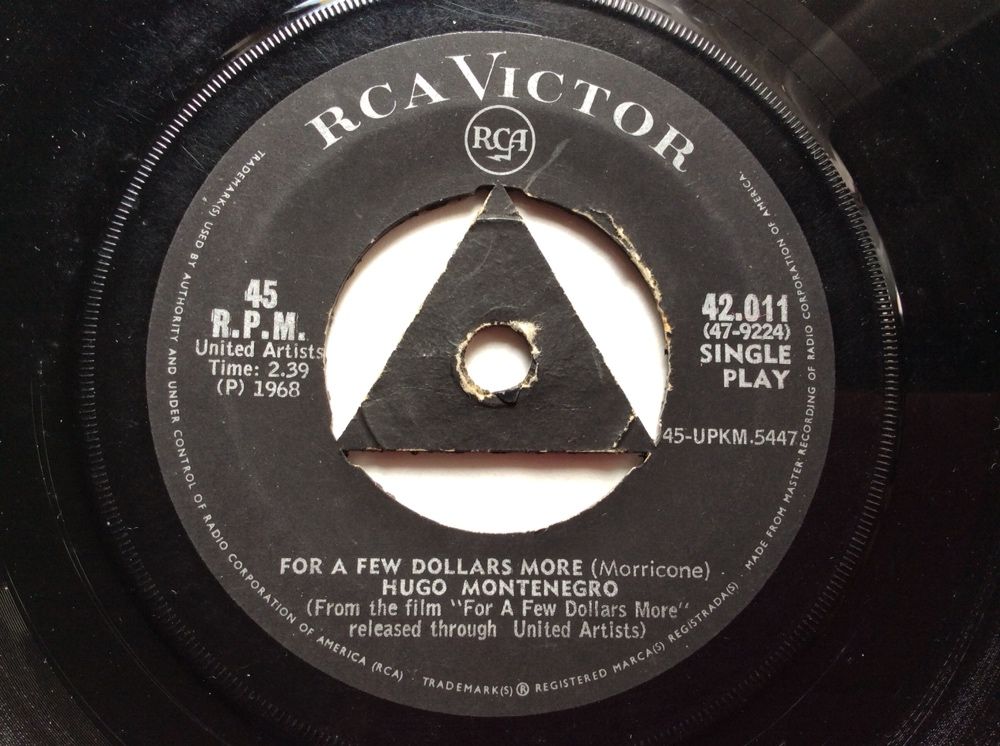 RCA VICTOR
RCA
45
R.P.M.
United Artists
Time: 2.39
(P) 1968
42.011
(47-9224)
SINGLE
PLAY
45-UPKM.5447
FOR A FEW DOLLARS MORE (Morricone)
HUGO MONTENEGRO
(From the film "For A Few Dollars More"
released through United Artists)
TRADEMARK(S) USED BY AUTHORITY AND UNDER CONTROL OF RADIO CORPORATION OF AMERICA (RCA)
TRADEMARK(S) ® REGISTERED MARCA(S) REGISTRADA(S)
MADE FROM MASTER RECORDING OF RADIO CORPORATION OF AMERICA.